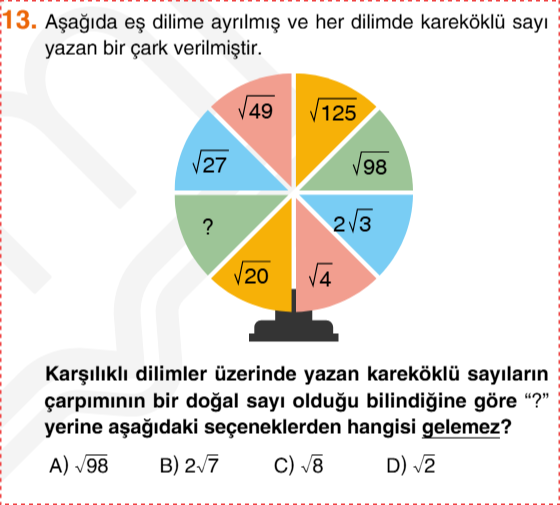 13. Aşağıda eş dilime ayrılmış ve her dilimde kareköklü sayı
yazan bir çark verilmiştir.
√49 √125
√27 √98
? 2√3
√20 √4
Karşılıklı dilimler üzerinde yazan kareköklü sayıların
çarpımının bir doğal sayı olduğu bilindiğine göre “?”
yerine aşağıdaki seçeneklerden hangisi gelemez?
A) √98 B) 2√7 C) √8 D) √2